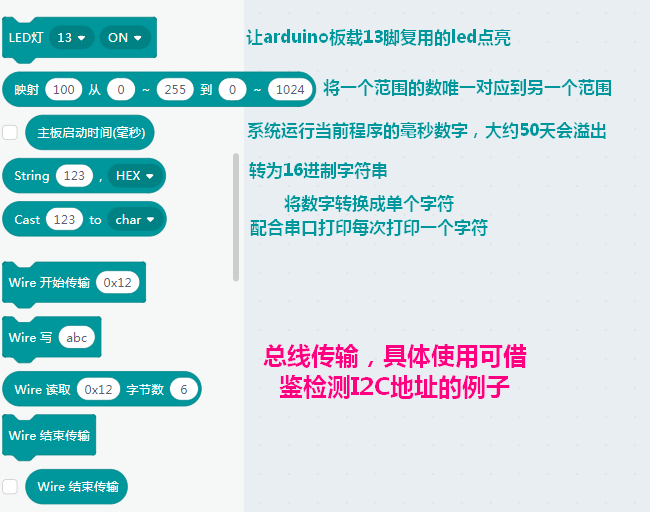 LED灯 13 ON 让arduino板载13脚复用的led点亮
映射 100 从 0 ~ 255 到 0 ~ 1024 将一个范围的数唯一对应到另一个范围
主板启动时间(毫秒) 系统运行当前程序的毫秒数字，大约50天会溢出
String 123 , HEX 转为16进制字符串
Cast 123 to char 将数字转换成单个字符
配合串口打印每次打印一个字符
Wire 开始传输 0x12
Wire 写 abc
总线传输，具体使用可借
鉴检测I2C地址的例子
Wire 读取 0x12 字节数 6
Wire 结束传输
Wire 结束传输